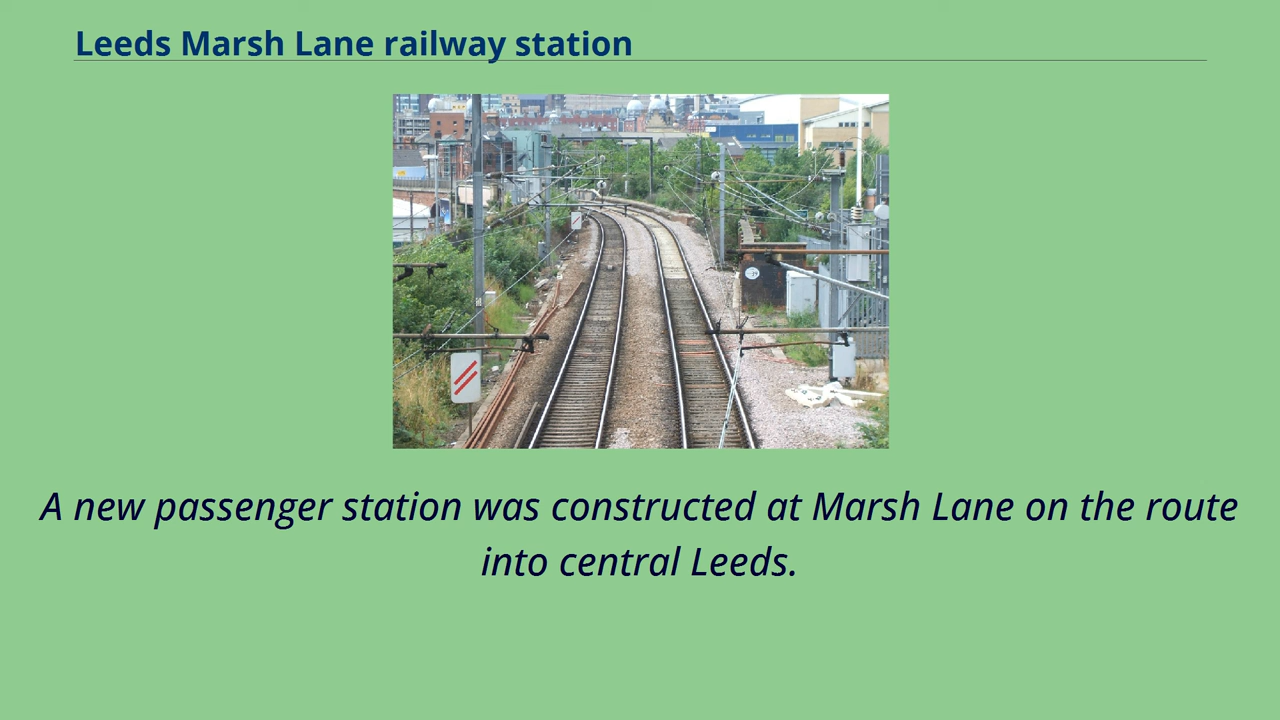 Leeds Marsh Lane railway station
A new passenger station was constructed at Marsh Lane on the route
into central Leeds.